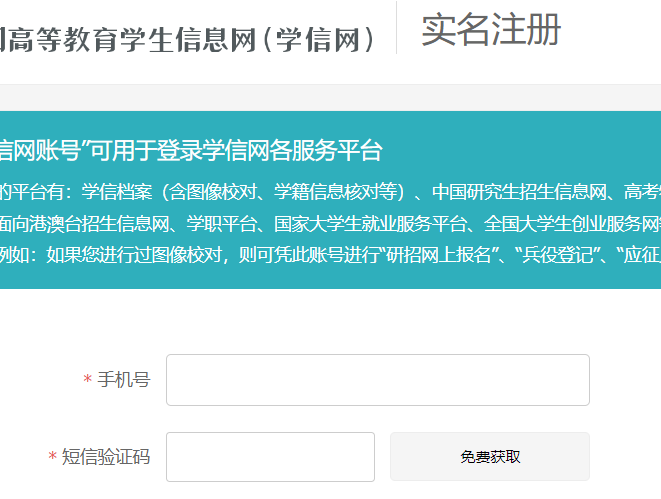 高等教育学生信息网（学信网）
实名注册
信网账号”可用于登录学信网各服务平台
的平台有：学信档案（含图像校对、学籍信息核对等）、中国研究生招生信息网、高考
面向港澳台招生信息网、学职平台、国家大学生就业服务平台、全国大学生创业服务网
例如：如果您进行过图像校对，则可凭此账号进行“研招网上报名”、“兵役登记”、“应征
* 手机号
* 短信验证码
免费获取